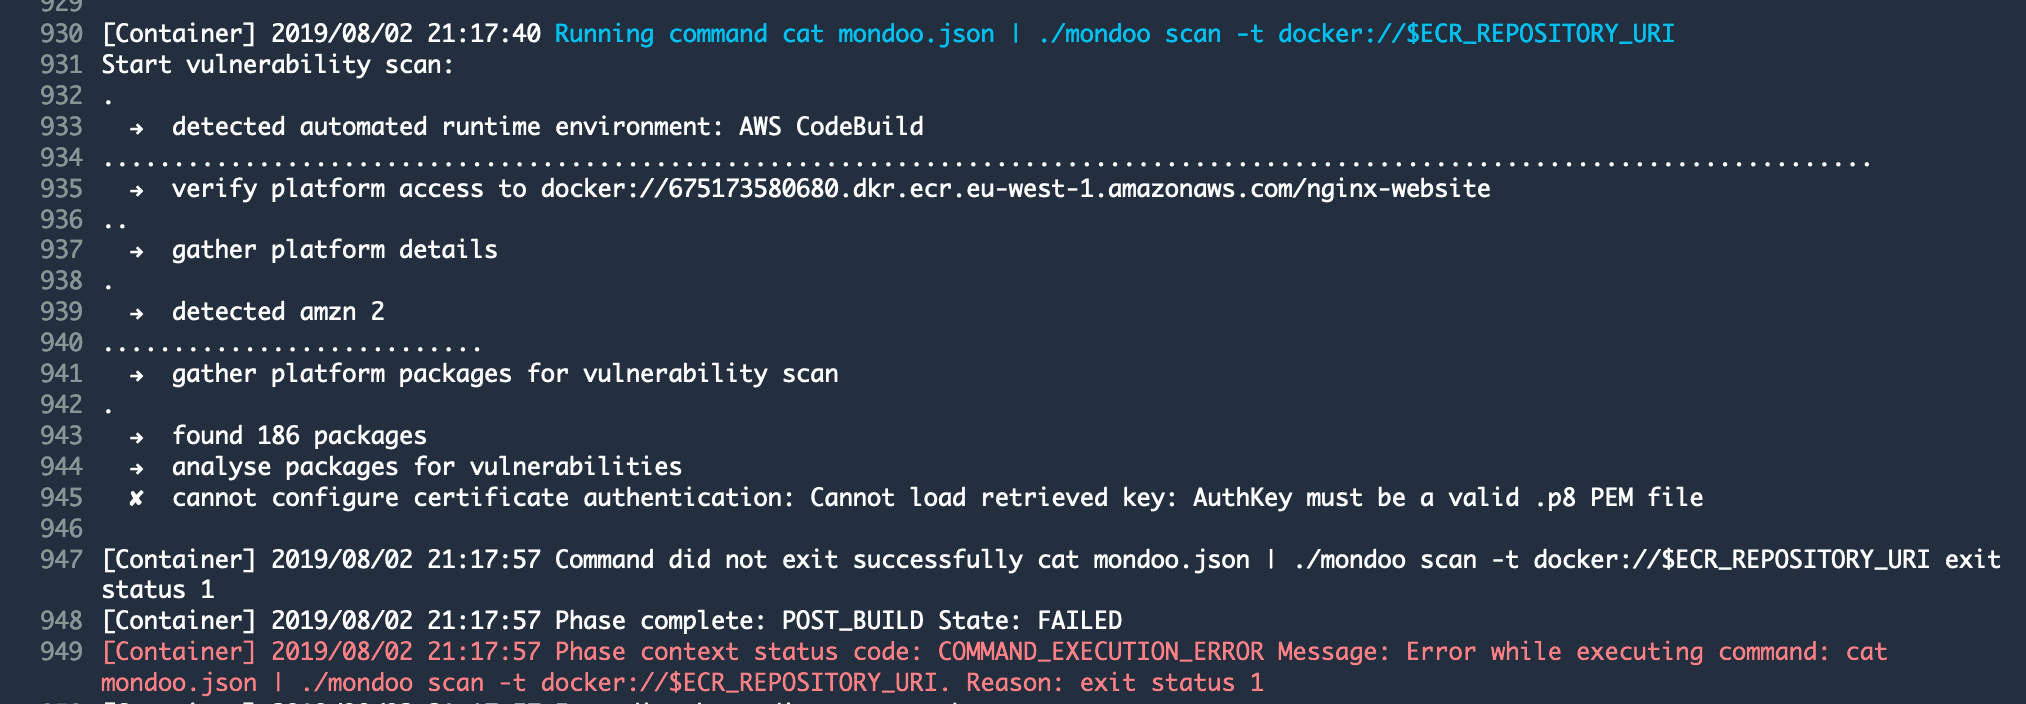 929
930 [Container] 2019/08/02 21:17:40 Running command cat mondoo.json | ./mondoo scan -t docker://$ECR_REPOSITORY_URI
931 Start vulnerability scan:
932 .
933 → detected automated runtime environment: AWS CodeBuild
934 .............................................................................................................................
935 → verify platform access to docker://675173580680.dkr.ecr.eu-west-1.amazonaws.com/nginx-website
936 ..
937 → gather platform details
938 .
939 → detected amzn 2
940 ...........................
941 → gather platform packages for vulnerability scan
942 .
943 → found 186 packages
944 → analyse packages for vulnerabilities
945 ✘ cannot configure certificate authentication: Cannot load retrieved key: AuthKey must be a valid .p8 PEM file
946
947 [Container] 2019/08/02 21:17:57 Command did not exit successfully cat mondoo.json | ./mondoo scan -t docker://$ECR_REPOSITORY_URI exit
status 1
948 [Container] 2019/08/02 21:17:57 Phase complete: POST_BUILD State: FAILED
949 [Container] 2019/08/02 21:17:57 Phase context status code: COMMAND_EXECUTION_ERROR Message: Error while executing command: cat
mondoo.json | ./mondoo scan -t docker://$ECR_REPOSITORY_URI. Reason: exit status 1